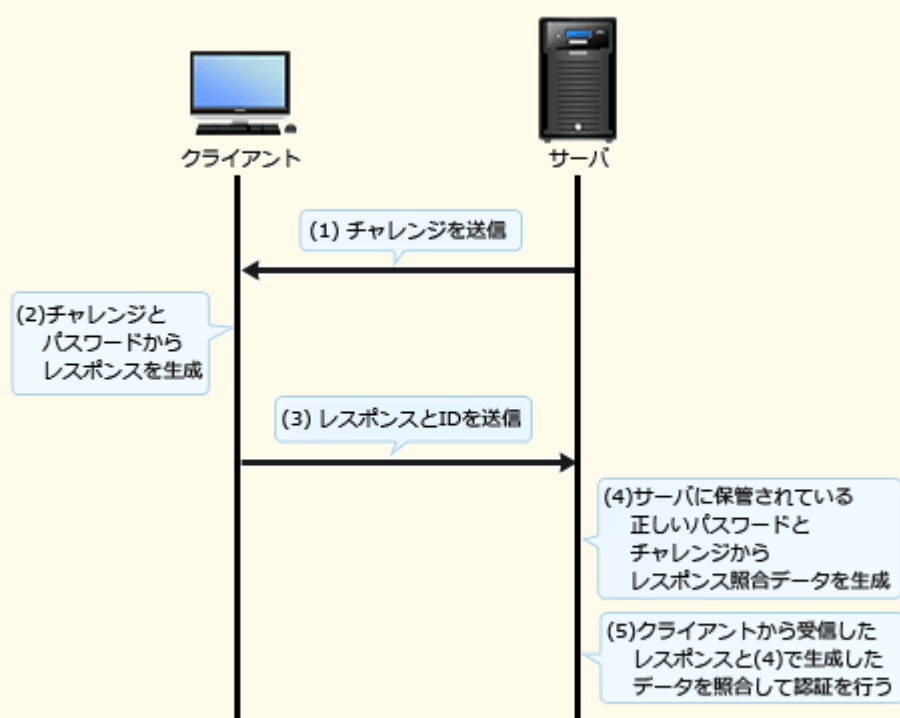 クライアント
サーバ
(1) チャレンジを送信
(2)チャレンジと
パスワードから
レスポンスを生成
(3) レスポンスとIDを送信
(4)サーバに保管されている
正しいパスワードと
チャレンジから
レスポンス照合データを生成
(5)クライアントから受信した
レスポンスと(4)で生成した
データを照合して認証を行う